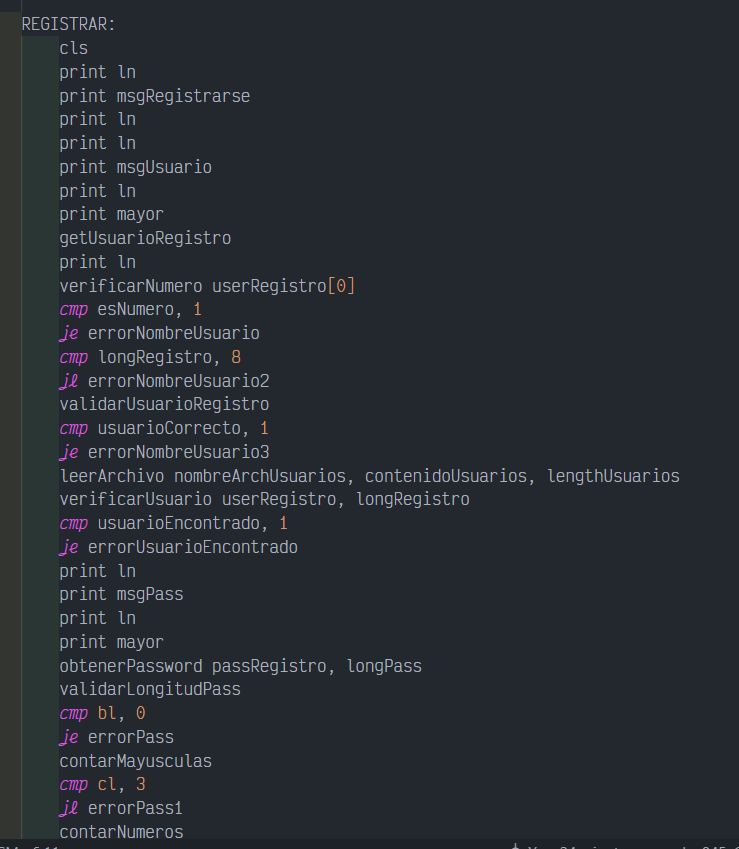 REGISTRAR:
cls
print ln
print msgRegistrarse
print ln
print ln
print msgUsuario
print ln
print mayor
getUsuarioRegistro
print ln
verificarNumero userRegistro[0]
cmp esNumero, 1
je errorNombreUsuario
cmp longRegistro, 8
jl errorNombreUsuario2
validarUsuarioRegistro
cmp usuarioCorrecto, 1
je errorNombreUsuario3
leerArchivo nombreArchUsuarios, contenidoUsuarios, lengthUsuarios
verificarUsuario userRegistro, longRegistro
cmp usuarioEncontrado, 1
je errorUsuarioEncontrado
print ln
print msgPass
print ln
print mayor
obtenerPassword passRegistro, longPass
validarLongitudPass
cmp bl, 0
je errorPass
contarMayusculas
cmp cl, 3
jl errorPass1
contarNumeros